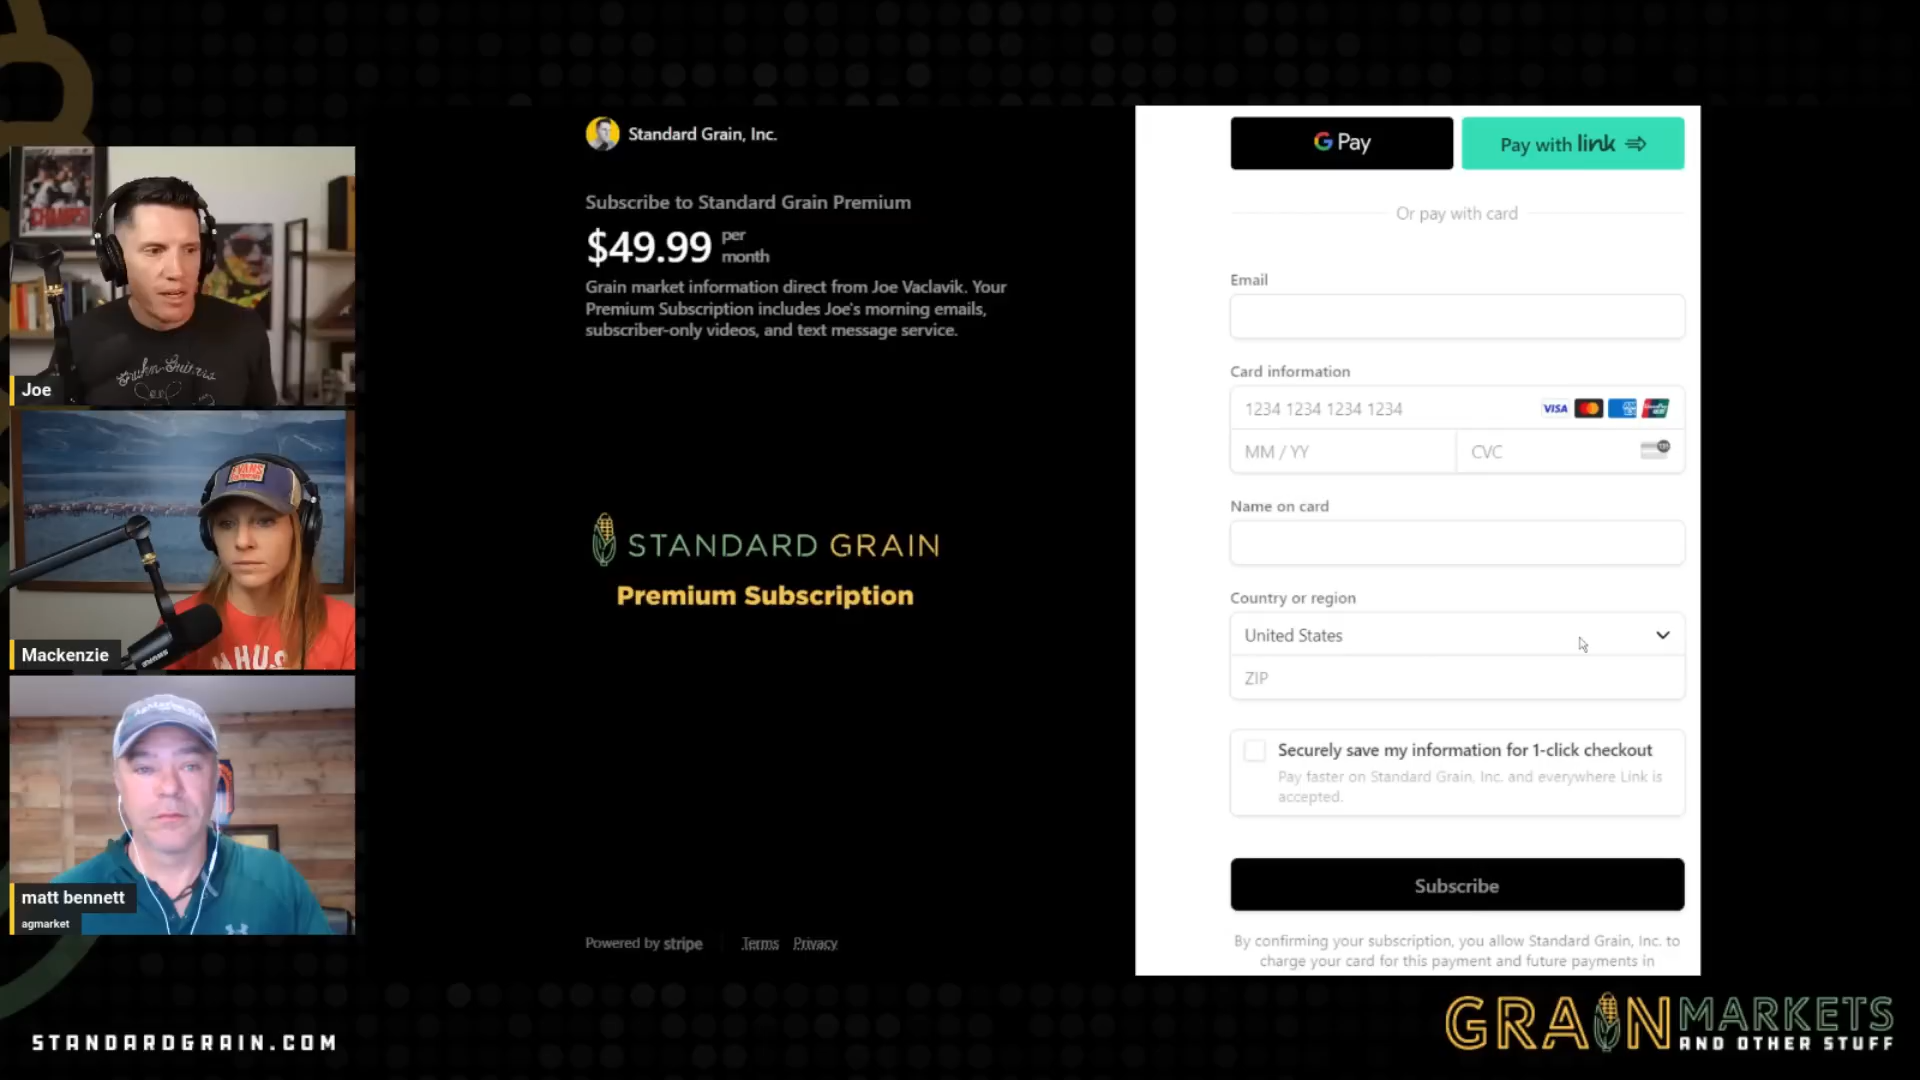 Standard Grain, Inc.
Subscribe to Standard Grain Premium
$49.99 per month
Grain market information direct from Joe Vaclavik. Your
Premium Subscription includes Joe's morning emails,
subscriber-only videos, and text message service.
STANDARD GRAIN
Premium Subscription
Powered by stripe
Terms
Privacy
G Pay
Pay with link
Or pay with card
Email
Card information
1234 1234 1234 1234
VISA
MM / YY
CVC
Name on card
Country or region
United States
ZIP
Securely save my information for 1-click checkout
Pay faster on Standard Grain, Inc. and everywhere Link is
accepted.
Subscribe
By confirming your subscription, you allow Standard Grain, Inc. to
charge your card for this payment and future payments in
Joe
EVANS
Mackenzie
matt bennett
agmarket
STANDARDGRAIN.COM
GRAIN MARKETS
AND OTHER STUFF